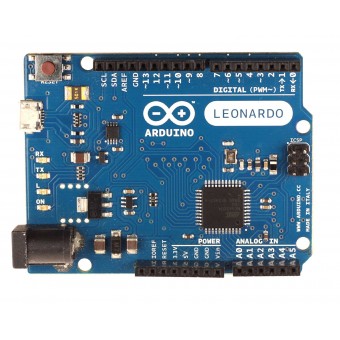 RESET
SCL
SDA
AREF
GND
~13
12
~11
~10
~9
8
7
~6
~5
4
~3
2
TX→1
RX←0
DIGITAL (PWM~)
ARDUINO
LEONARDO
ICSP
RX
TX
L
ON
WWW.ARDUINO.CC
MADE IN ITALY
POWER
ANALOG IN
IOREF
RESET
3.3V
5V
GND
GND
Vin
A0
A1
A2
A3
A4
A5